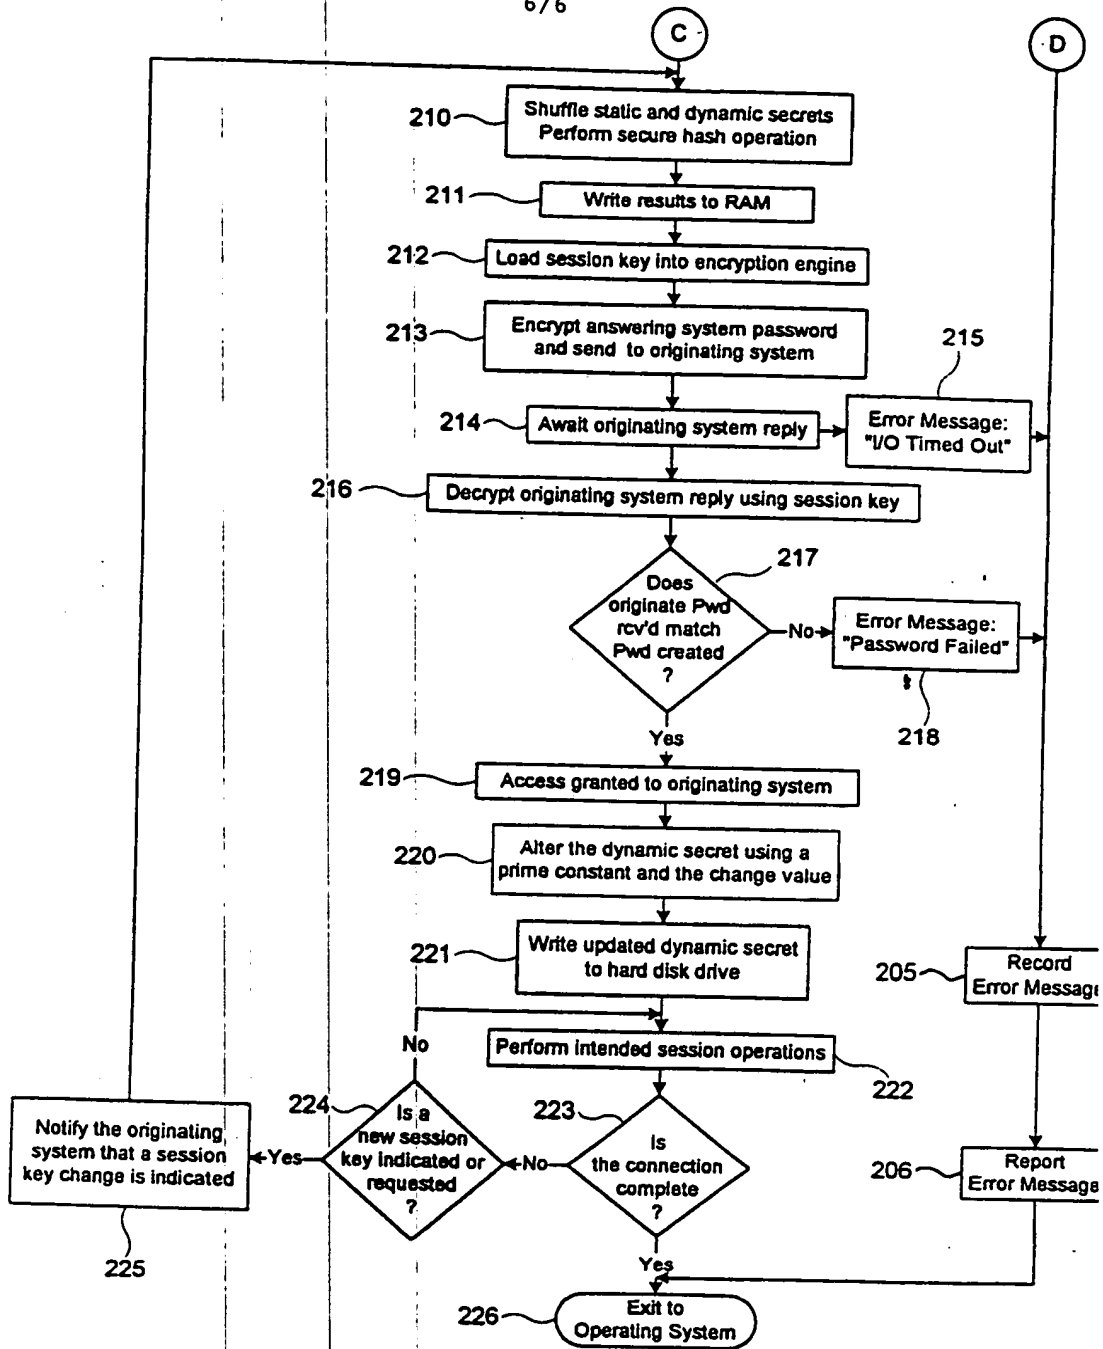 6/6
C
D
210
Shuffle static and dynamic secrets
Perform secure hash operation
211
Write results to RAM
212
Load session key into encryption engine
213
Encrypt answering system password
and send to originating system
215
214
Await originating system reply
Error Message:
"I/O Timed Out"
216
Decrypt originating system reply using session key
217
Does
originate Pwd
rcv'd match
Pwd created
?
No
Error Message:
"Password Failed"
218
Yes
219
Access granted to originating system
220
Alter the dynamic secret using a
prime constant and the change value
221
Write updated dynamic secret
to hard disk drive
205
Record
Error Message
No
Perform intended session operations
222
224
Is a
new session
key indicated or
requested
?
223
Is
the connection
complete
?
No
Yes
Notify the originating
system that a session
key change is indicated
225
206
Report
Error Message
Yes
226
Exit to
Operating System